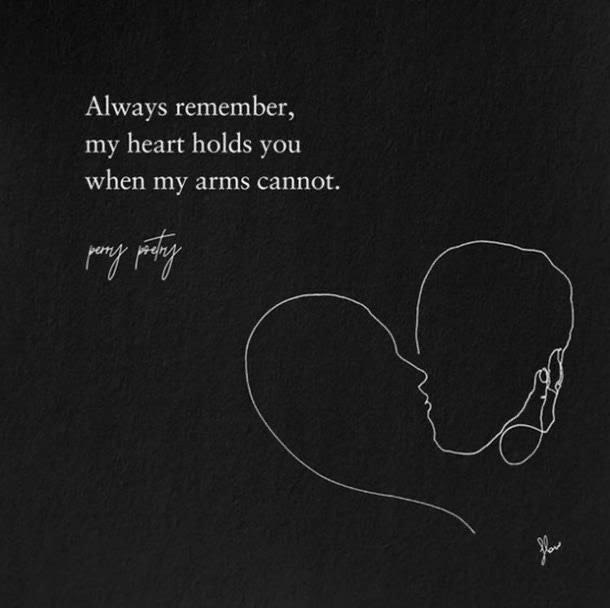 Always remember,
my heart holds you
when my arms cannot.
perry poetry